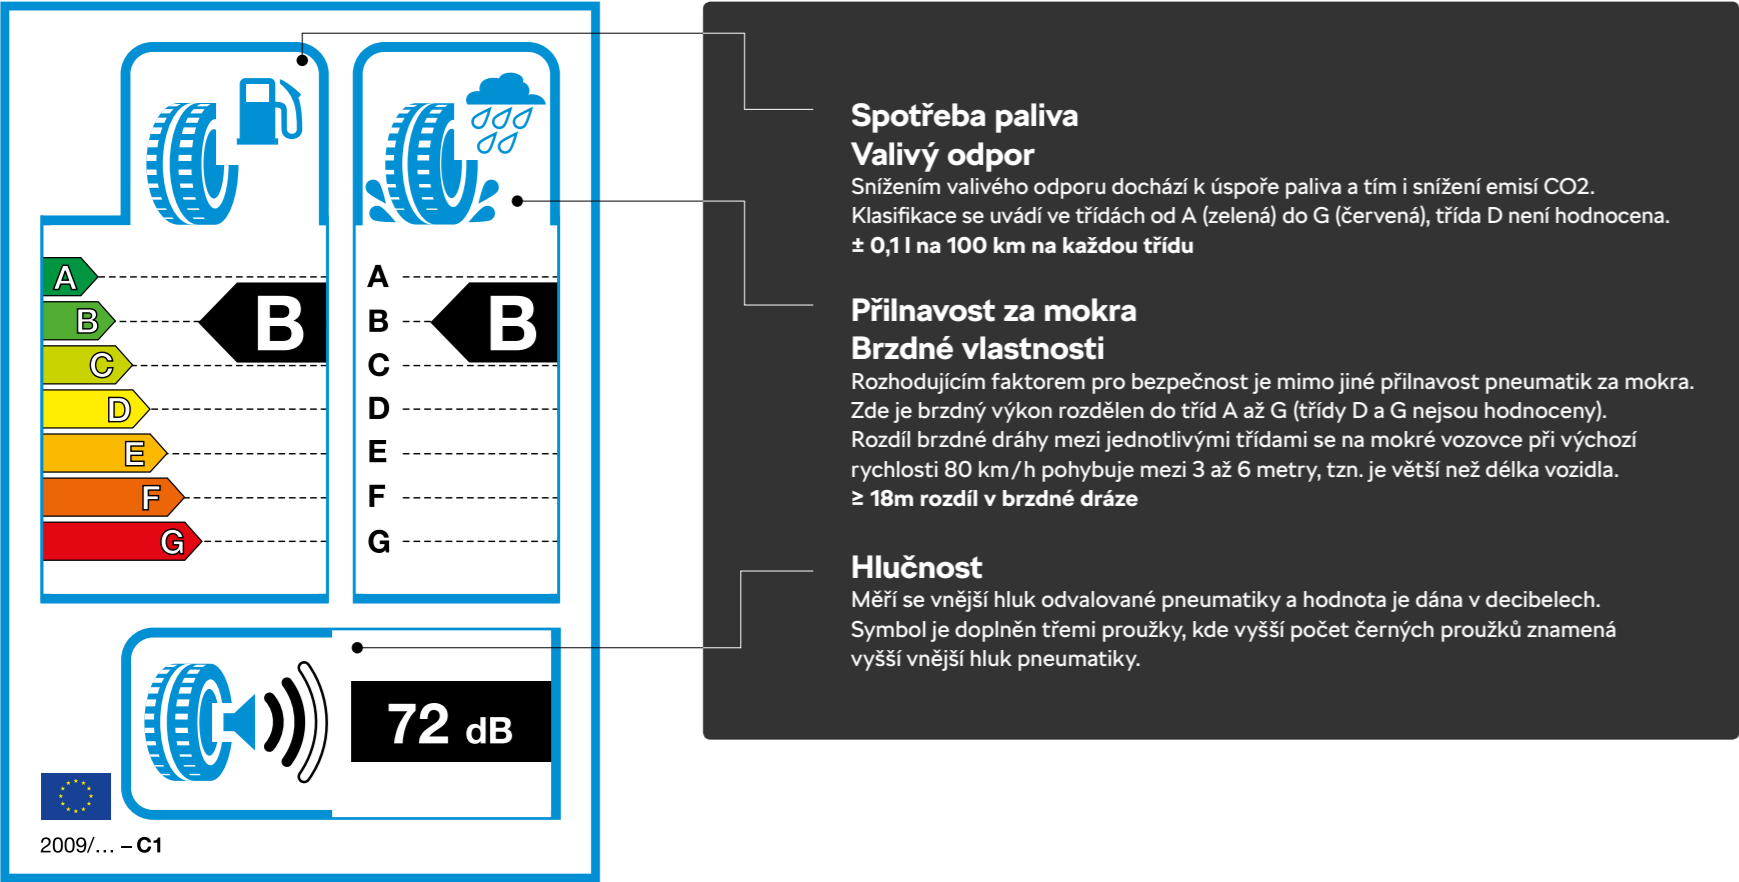 A
B
C
D
E
F
G
B
A
B
C
D
E
F
G
B
72 dB
2009/... – C1
Spotřeba paliva
Valivý odpor
Snížením valivého odporu dochází k úspoře paliva a tím i snížení emisí CO2.
Klasifikace se uvádí ve třídách od A (zelená) do G (červená), třída D není hodnocena.
± 0,1 l na 100 km na každou třídu
Přilnavost za mokra
Brzdné vlastnosti
Rozhodujícím faktorem pro bezpečnost je mimo jiné přilnavost pneumatik za mokra.
Zde je brzdný výkon rozdělen do tříd A až G (třídy D a G nejsou hodnoceny).
Rozdíl brzdné dráhy mezi jednotlivými třídami se na mokré vozovce při výchozí
rychlosti 80 km/h pohybuje mezi 3 až 6 metry, tzn. je větší než délka vozidla.
≥ 18m rozdíl v brzdné dráze
Hlučnost
Měří se vnější hluk odvalované pneumatiky a hodnota je dána v decibelech.
Symbol je doplněn třemi proužky, kde vyšší počet černých proužků znamená
vyšší vnější hluk pneumatiky.